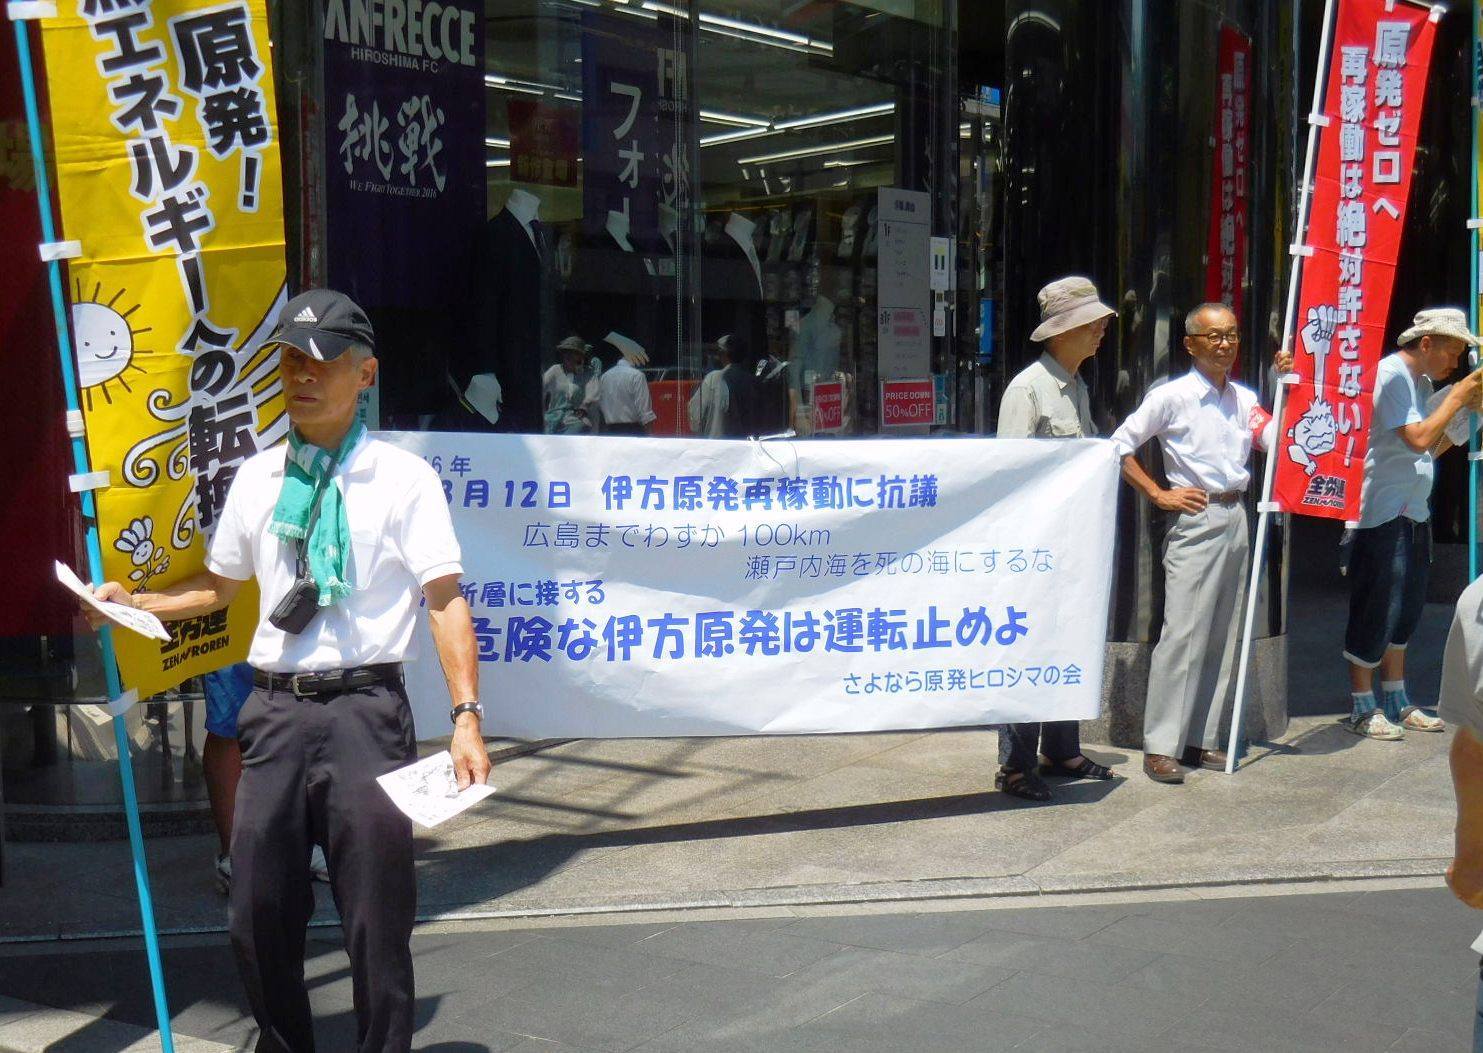 原発!
エネルギーへの転換
全労連
ZENROREN
ANFRECCE
HIROSHIMA FC
挑戦
WE FIGHT TOGETHER 2016
フォー
PRICE DOWN
50%OFF
6年
8月12日 伊方原発再稼動に抗議
広島までわずか100km
瀬戸内海を死の海にするな
断層に接する
危険な伊方原発は運転止めよ
さよなら原発ヒロシマの会
原発ゼロへ
再稼働は絶対許さない!
全労連
ZENROREN
adidas